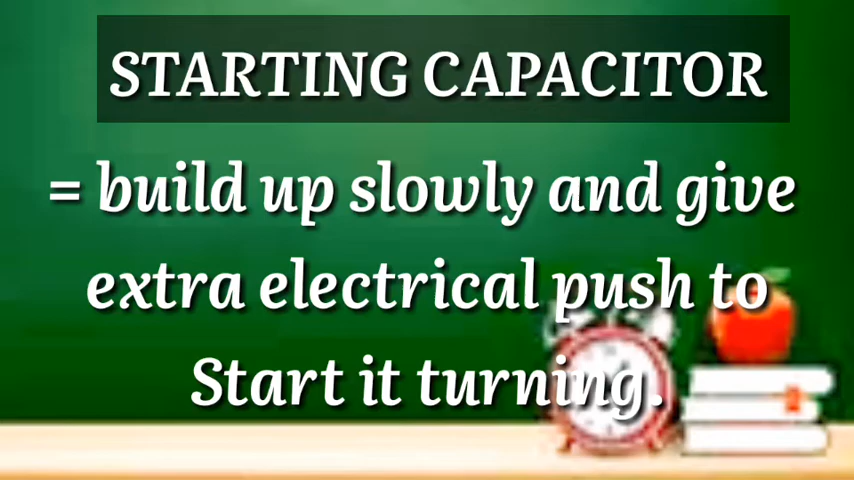 STARTING CAPACITOR
= build up slowly and give
extra electrical push to
Start it turning.